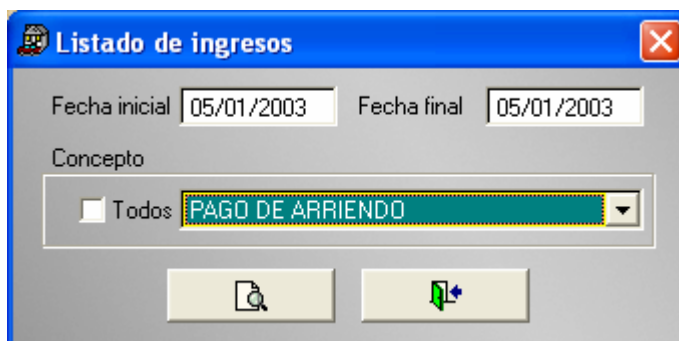 Listado de ingresos
Fecha inicial 05/01/2003 Fecha final 05/01/2003
Concepto
Todos PAGO DE ARRIENDO